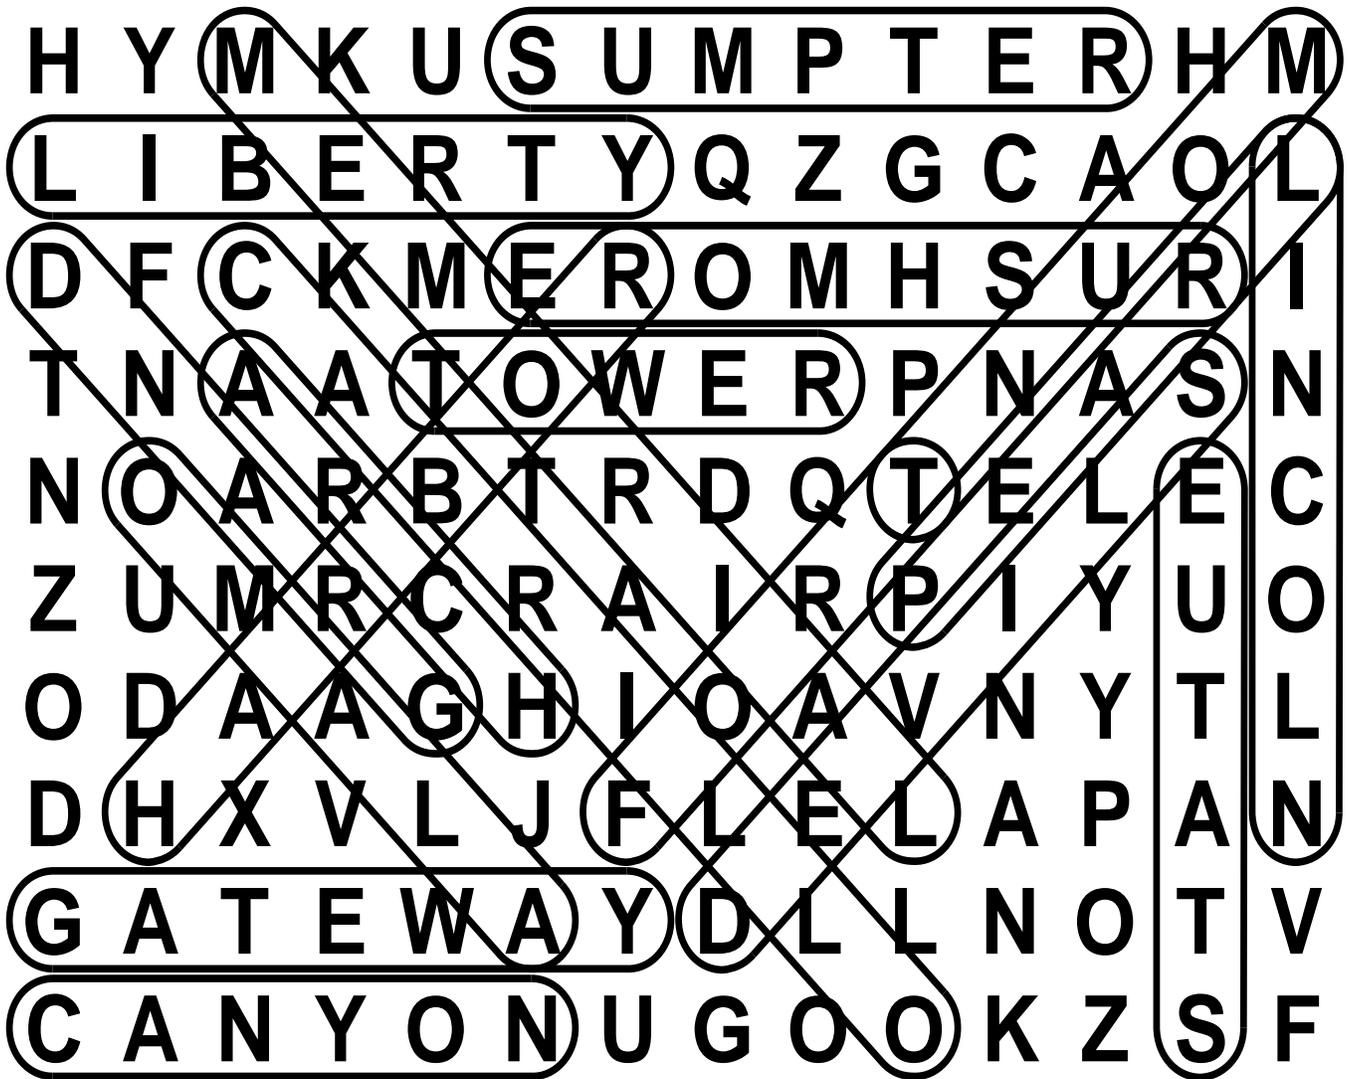 H Y M K U S U M P T E R H M
L I B E R T Y Q Z G C A O L
D F C K M E R O M H S U R I
T N A A T O W E R P N A S N
N O A R B T R D Q T E L E C
Z U M R C R A I R P I Y U O
O D A A G H I O A V N Y T L
D H X V L J F L E L A P A N
G A T E W A Y D L L N O T V
C A N Y O N U G O O K Z S F